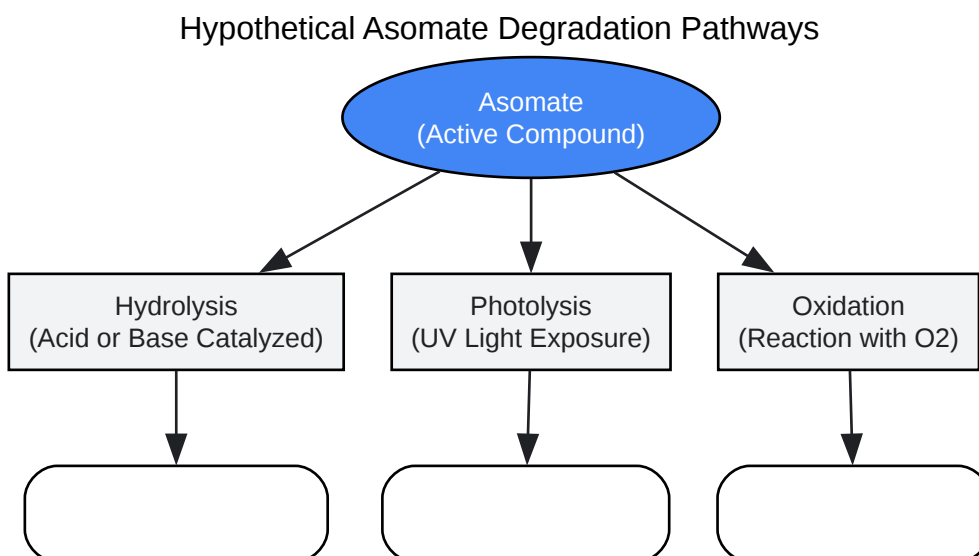 Hypothetical Asomate Degradation Pathways
Asomate
(Active Compound)
Hydrolysis
(Acid or Base Catalyzed)
Photolysis
(UV Light Exposure)
Oxidation
(Reaction with O2)